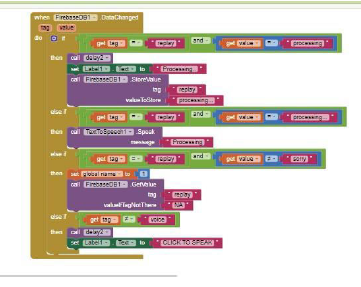 when FirebaseDB1 .DataChanged
tag value
do if get tag = " replay " and get value = " processing... "
then call delay2
set Label1 . Text to " Processing... "
call FirebaseDB1 .StoreValue
tag " replay "
valueToStore " processing... "
else if get tag = " replay " and get value = " processing... "
then call TextToSpeech1 .Speak
message " Processing "
else if get tag = " replay " and get value ≠ " sorry "
then set global name to 1
call FirebaseDB1 .GetValue
tag " replay "
valueIfTagNotThere " NA "
else if get tag ≠ " voice "
then call delay2
set Label1 . Text to " CLICK TO SPEAK "